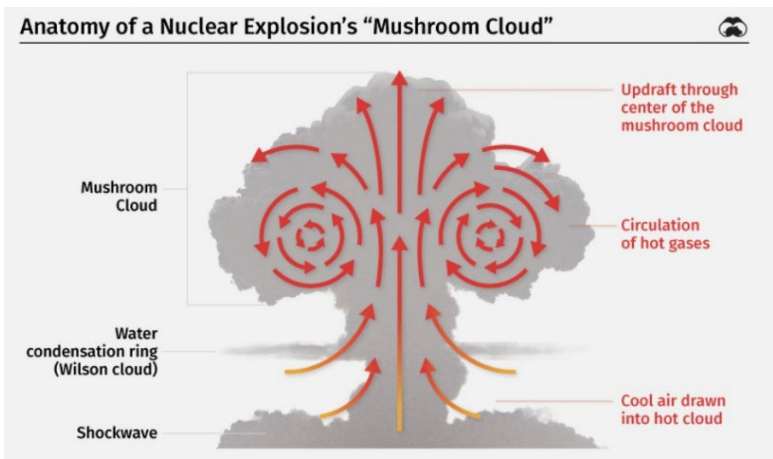 Anatomy of a Nuclear Explosion's “Mushroom Cloud”
Updraft through
center of the
mushroom cloud
Mushroom
Cloud
Circulation
of hot gases
Water
condensation ring
(Wilson cloud)
Cool air drawn
into hot cloud
Shockwave